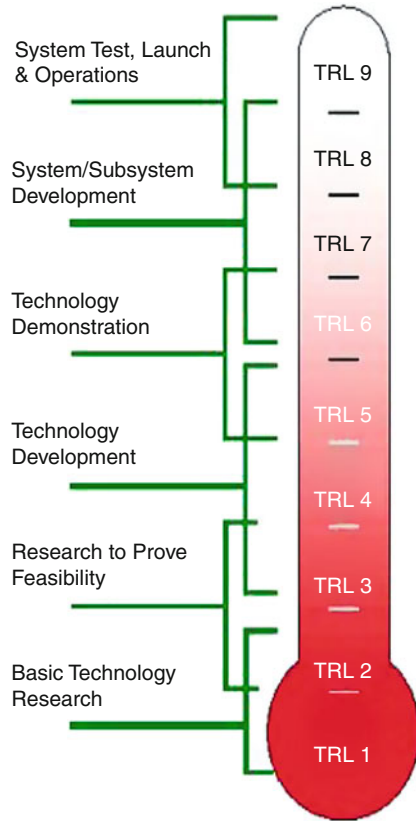 System Test, Launch
& Operations
System/Subsystem
Development
Technology
Demonstration
Technology
Development
Research to Prove
Feasibility
Basic Technology
Research
TRL 9
TRL 8
TRL 7
TRL 6
TRL 5
TRL 4
TRL 3
TRL 2
TRL 1